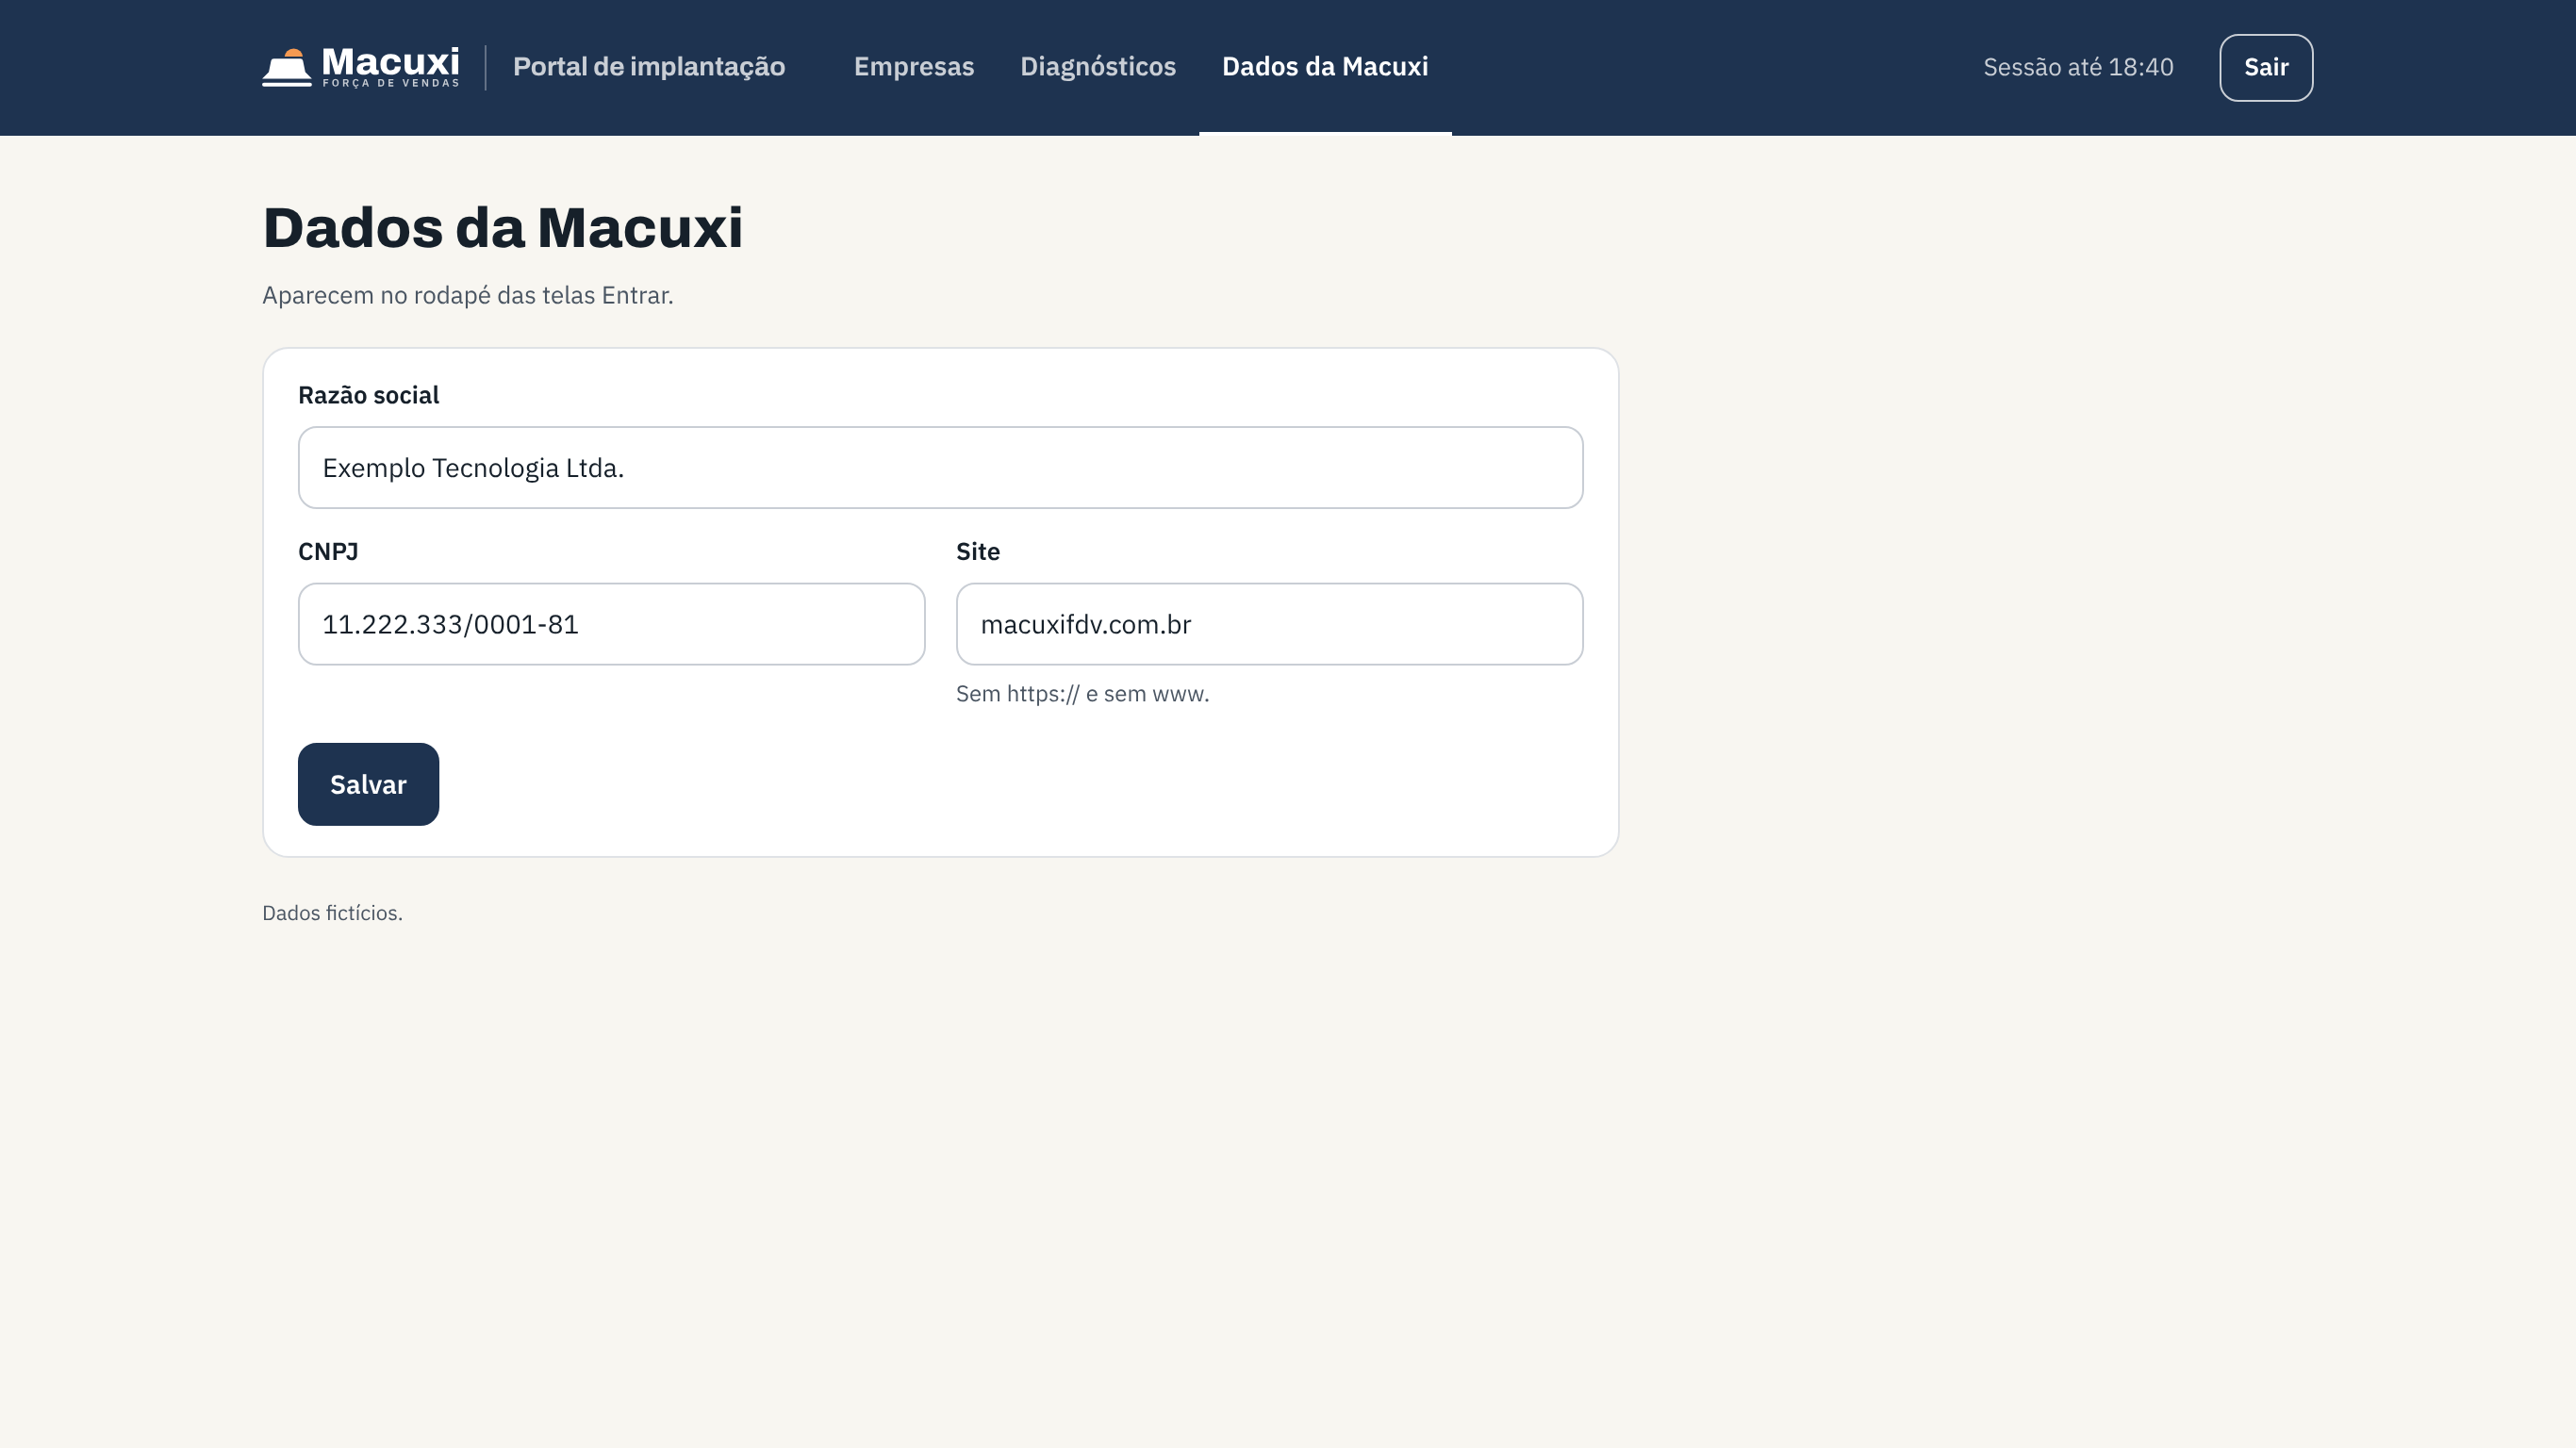 Macuxi
FORÇA DE VENDAS
Portal de implantação
Empresas
Diagnósticos
Dados da Macuxi
Sessão até 18:40
Sair
Dados da Macuxi
Aparecem no rodapé das telas Entrar.
Razão social
Exemplo Tecnologia Ltda.
CNPJ
Site
11.222.333/0001-81
macuxifdv.com.br
Sem https:// e sem www.
Salvar
Dados fictícios.